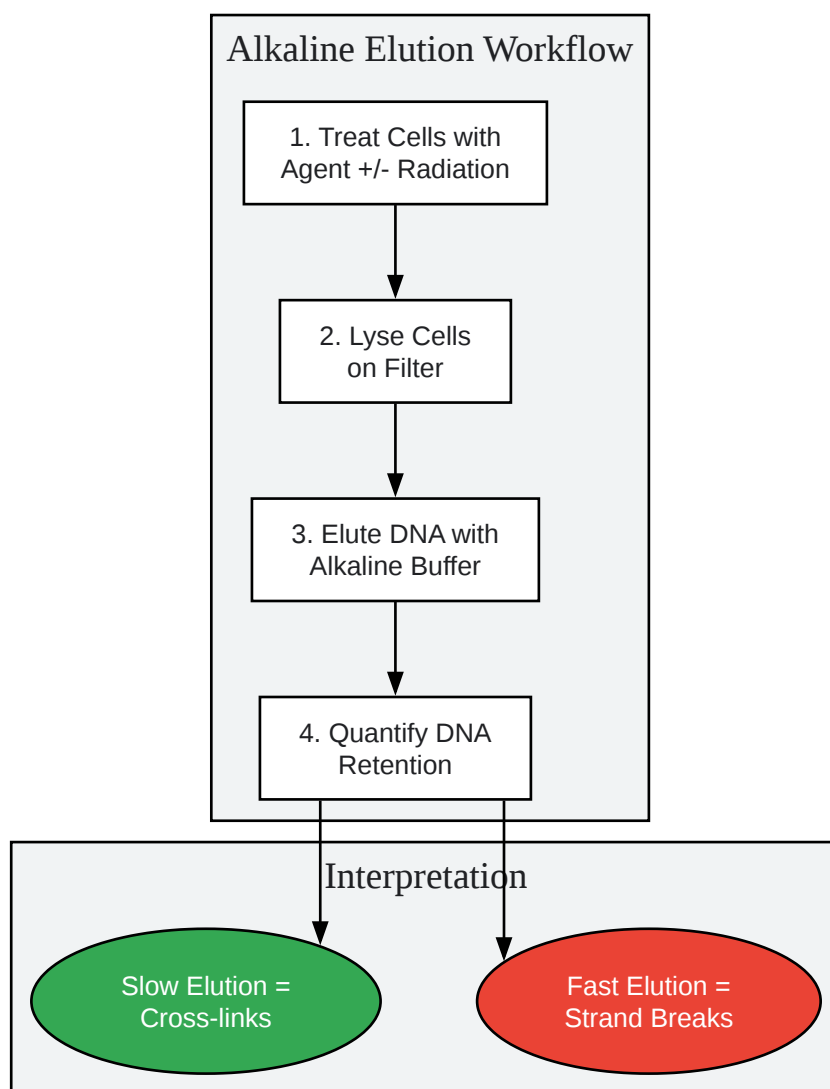 Alkaline Elution Workflow
1. Treat Cells with
Agent +/- Radiation
2. Lyse Cells
on Filter
3. Elute DNA with
Alkaline Buffer
4. Quantify DNA
Retention
Interpretation
Slow Elution =
Cross-links
Fast Elution =
Strand Breaks